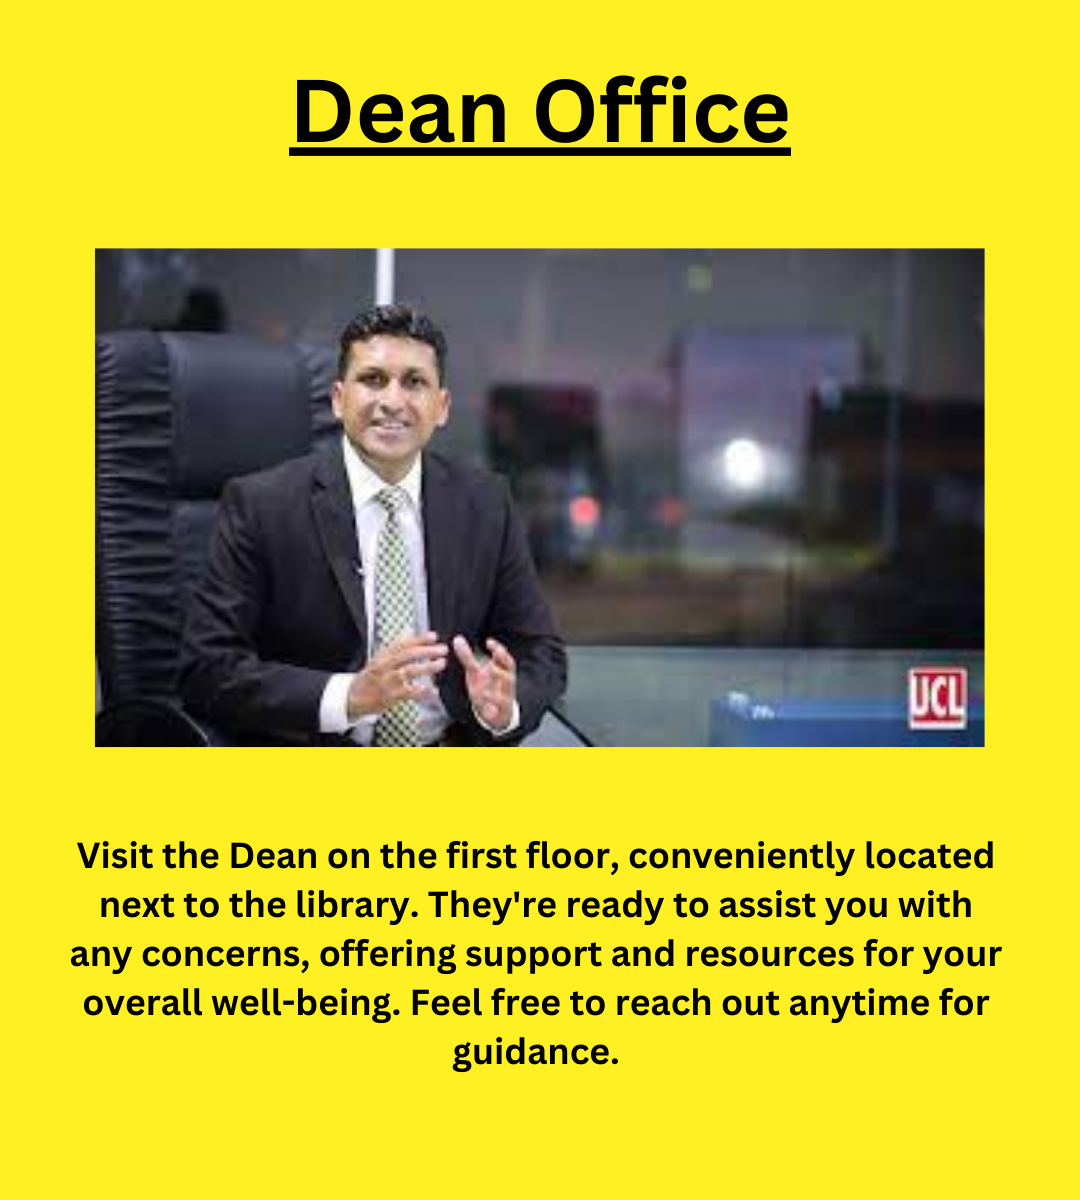 Dean Office
UCL
Visit the Dean on the first floor, conveniently located
next to the library. They're ready to assist you with
any concerns, offering support and resources for your
overall well-being. Feel free to reach out anytime for
guidance.